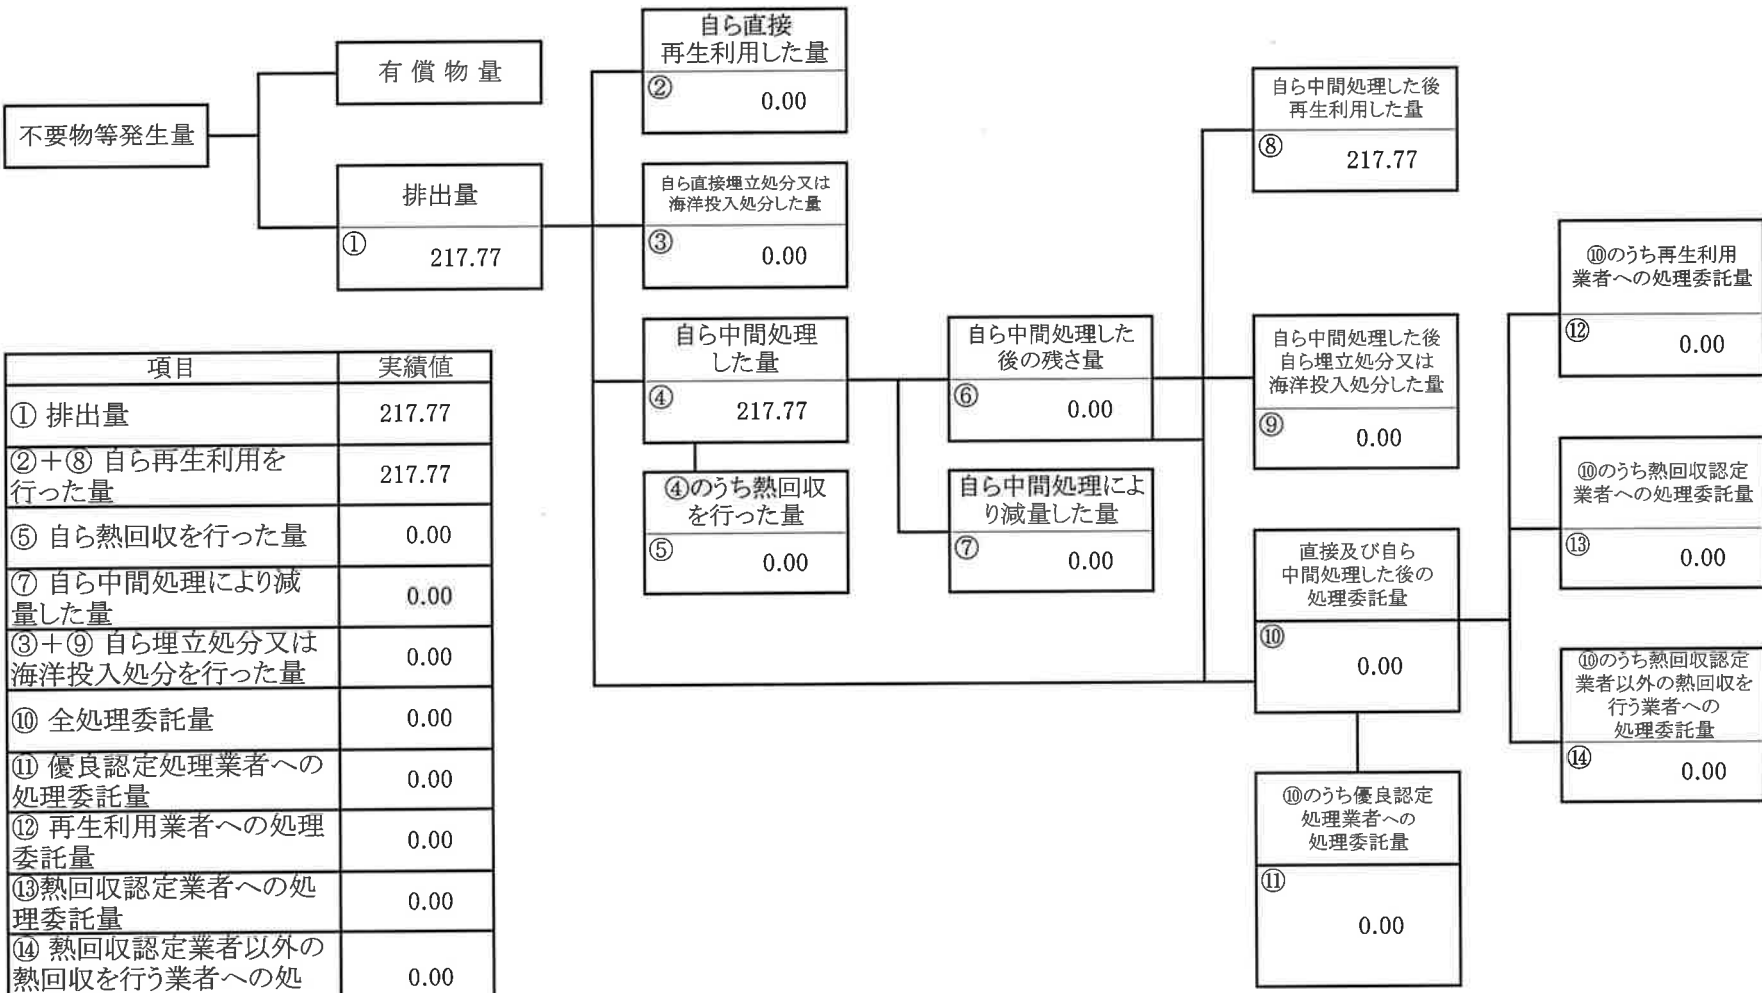 不要物等発生量
有償物量
排出量
① 217.77
自ら直接
再生利用した量
② 0.00
自ら直接埋立処分又は
海洋投入処分した量
③ 0.00
自ら中間処理
した量
④ 217.77
④のうち熱回収
を行った量
⑤ 0.00
自ら中間処理した
後の残さ量
⑥ 0.00
自ら中間処理によ
り減量した量
⑦ 0.00
自ら中間処理した後
再生利用した量
⑧ 217.77
自ら中間処理した後
自ら埋立処分又は
海洋投入処分した量
⑨ 0.00
直接及び自ら
中間処理した後の
処理委託量
⑩ 0.00
⑩のうち優良認定
処理業者への
処理委託量
⑪ 0.00
⑩のうち再生利用
業者への処理委託量
⑫ 0.00
⑩のうち熱回収認定
業者への処理委託量
⑬ 0.00
⑩のうち熱回収認定
業者以外の熱回収を
行う業者への
処理委託量
⑭ 0.00
項目 実績値
① 排出量 217.77
②+⑧ 自ら再生利用を
行った量 217.77
⑤ 自ら熱回収を行った量 0.00
⑦ 自ら中間処理により減
量した量 0.00
③+⑨ 自ら埋立処分又は
海洋投入処分を行った量 0.00
⑩ 全処理委託量 0.00
⑪ 優良認定処理業者への
処理委託量 0.00
⑫ 再生利用業者への処理
委託量 0.00
⑬熱回収認定業者への処
理委託量 0.00
⑭ 熱回収認定業者以外の
熱回収を行う業者への処 0.00